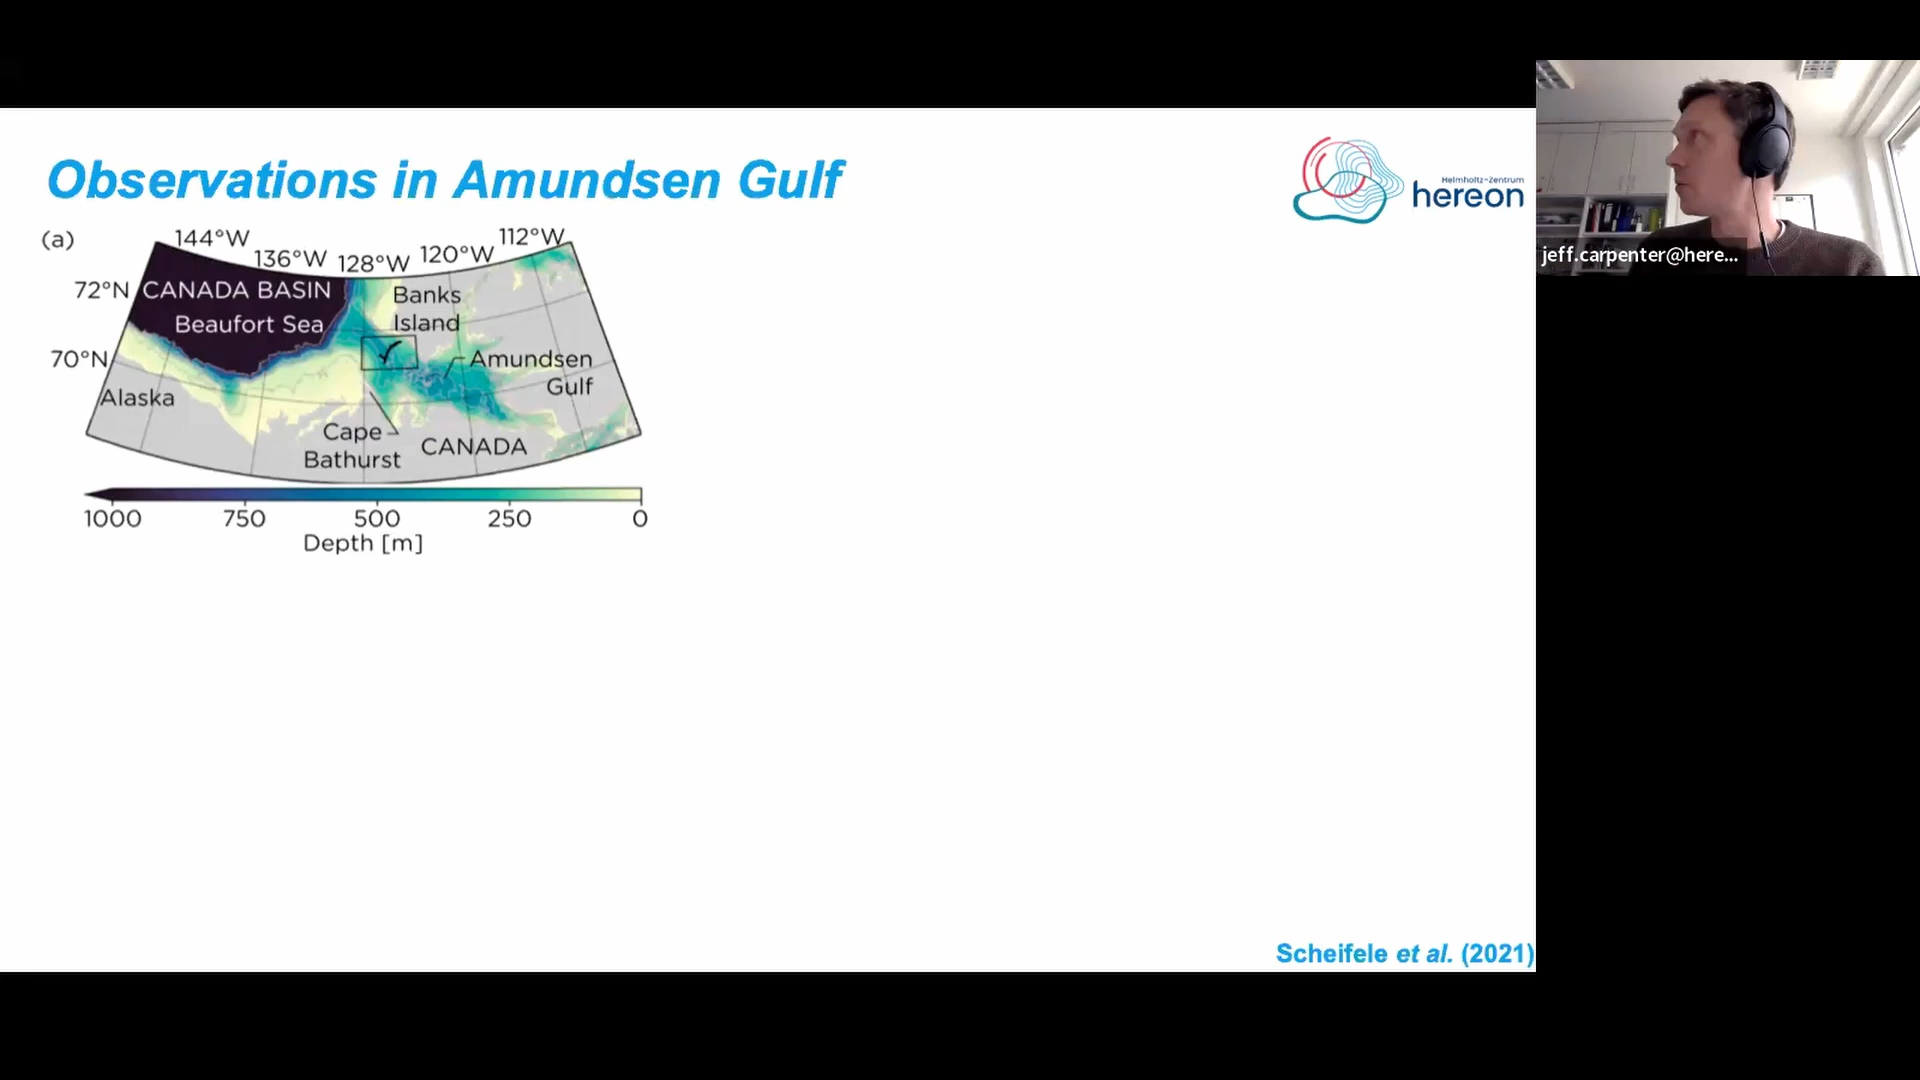 Observations in Amundsen Gulf
Helmholtz-Zentrum
hereon
jeff.carpenter@here...
(a)
144°W
136°W
128°W
120°W
112°W
72°N
CANADA BASIN
Banks
Island
Beaufort Sea
70°N
Amundsen
Gulf
Alaska
Cape
Bathurst
CANADA
1000
750
500
250
0
Depth [m]
Scheifele et al. (2021)